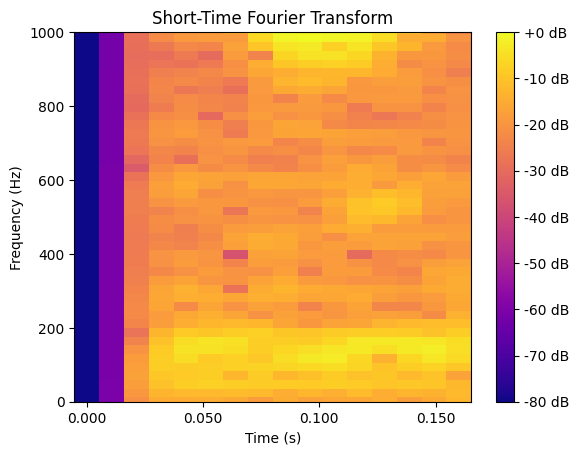 Short-Time Fourier Transform
1000
800
600
400
200
0
Frequency (Hz)
0.000
0.050
0.100
0.150
Time (s)
+0 dB
-10 dB
-20 dB
-30 dB
-40 dB
-50 dB
-60 dB
-70 dB
-80 dB